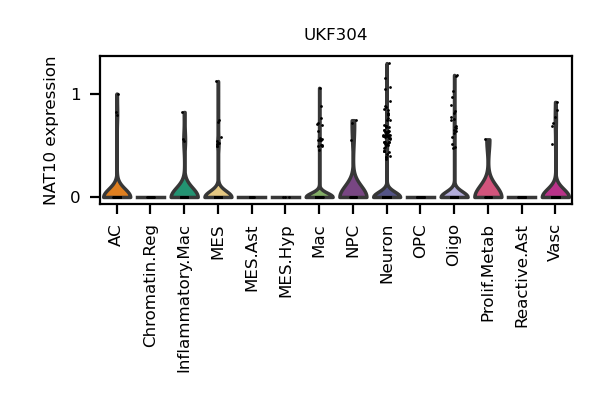 UKF304
NAT10 expression
1
0
AC
Chromatin.Reg
Inflammatory.Mac
MES
MES.Ast
MES.Hyp
Mac
NPC
Neuron
OPC
Oligo
Prolif.Metab
Reactive.Ast
Vasc